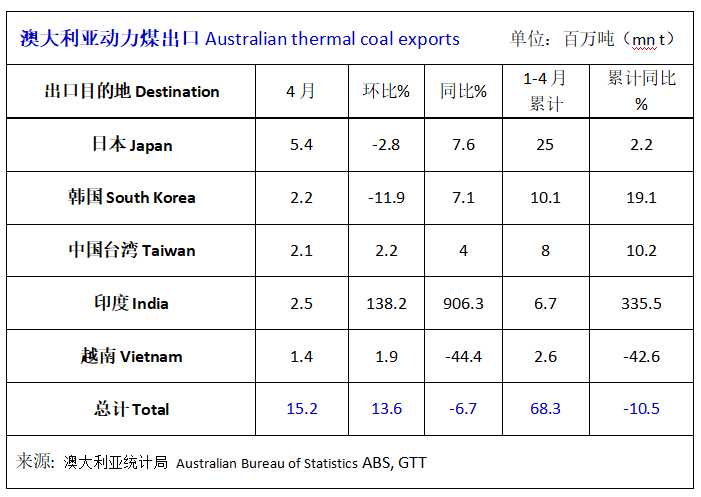 澳大利亚动力煤出口 Australian thermal coal exports 单位：百万吨（mn t）
出口目的地 Destination 4月 环比% 同比% 1-4月累计 累计同比%
日本 Japan 5.4 -2.8 7.6 25 2.2
韩国 South Korea 2.2 -11.9 7.1 10.1 19.1
中国台湾 Taiwan 2.1 2.2 4 8 10.2
印度 India 2.5 138.2 906.3 6.7 335.5
越南 Vietnam 1.4 1.9 -44.4 2.6 -42.6
总计 Total 15.2 13.6 -6.7 68.3 -10.5
来源: 澳大利亚统计局 Australian Bureau of Statistics ABS, GTT